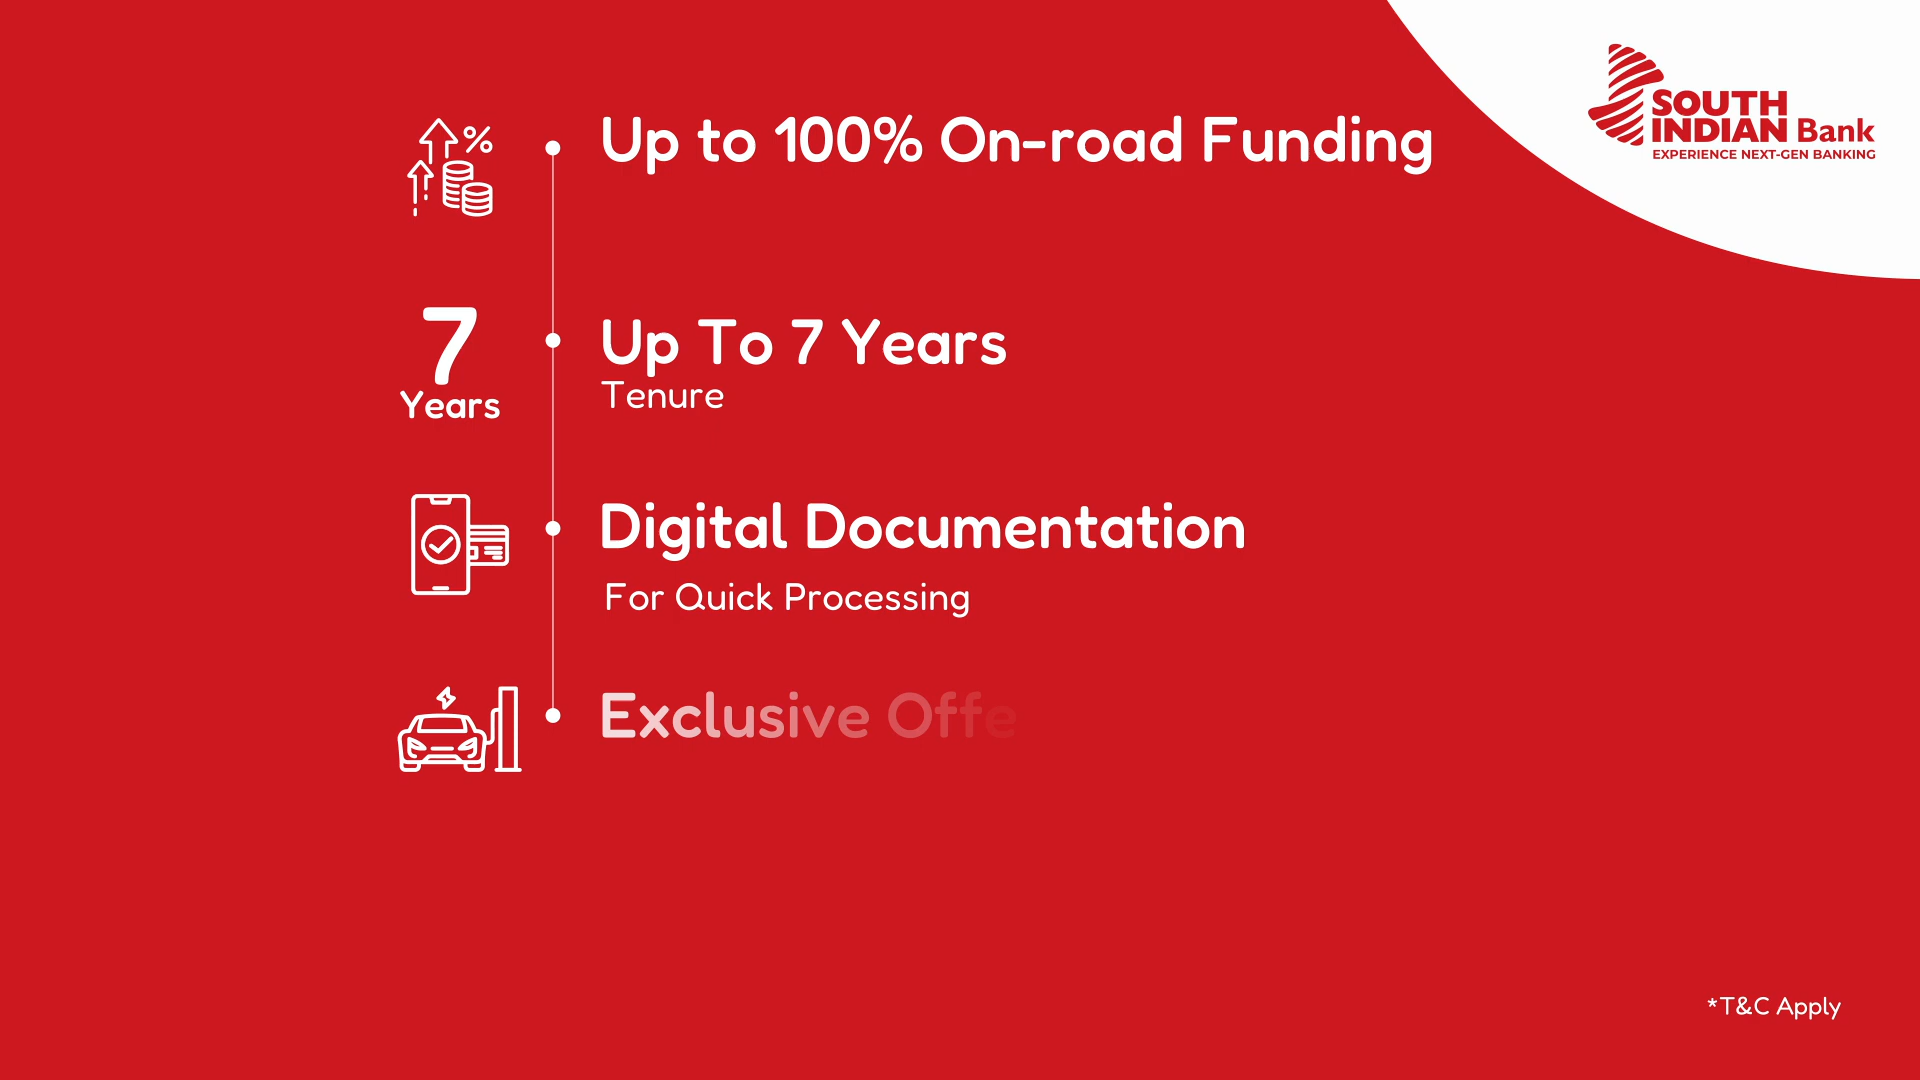 SOUTH
INDIAN Bank
EXPERIENCE NEXT-GEN BANKING
%
Up to 100% On-road Funding
7
Years
Up To 7 Years
Tenure
Digital Documentation
For Quick Processing
Exclusive Offe
*T&C Apply